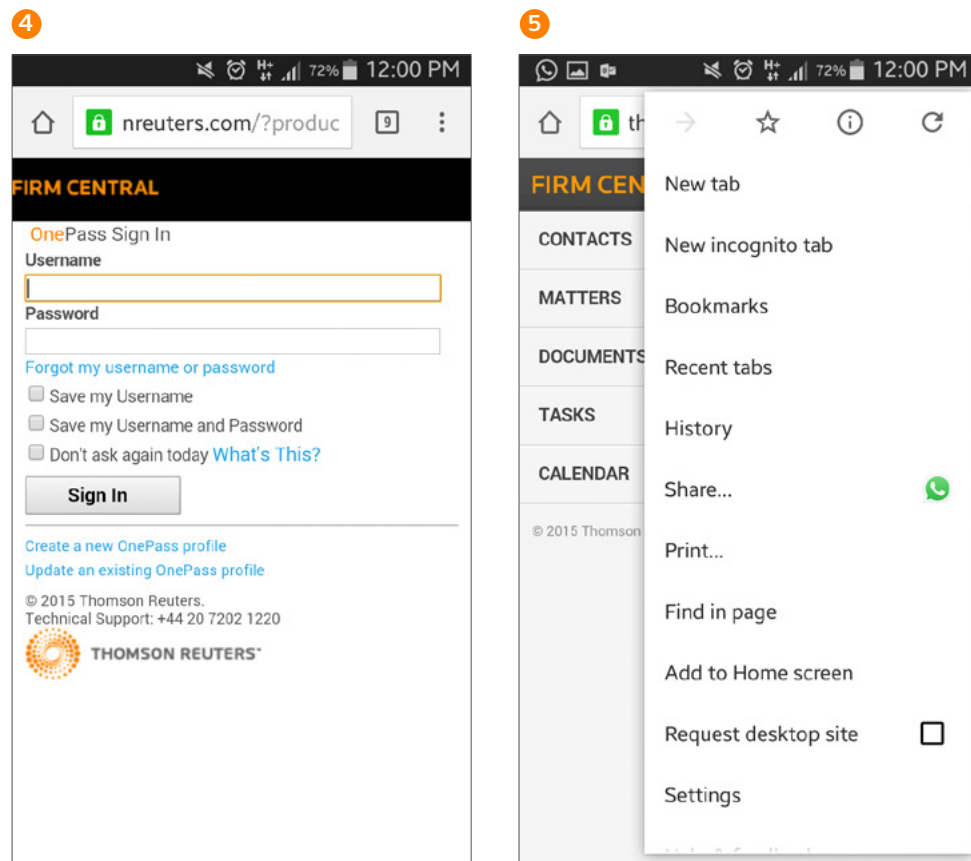 4
72% 12:00 PM
nreuters.com/?produc 9
FIRM CENTRAL
OnePass Sign In
Username
Password
Forgot my username or password
Save my Username
Save my Username and Password
Don't ask again today What's This?
Sign In
Create a new OnePass profile
Update an existing OnePass profile
© 2015 Thomson Reuters.
Technical Support: +44 20 7202 1220
THOMSON REUTERS
5
72% 12:00 PM
th
FIRM CEN
CONTACTS
MATTERS
DOCUMENTS
TASKS
CALENDAR
© 2015 Thomson
New tab
New incognito tab
Bookmarks
Recent tabs
History
Share...
Print...
Find in page
Add to Home screen
Request desktop site
Settings